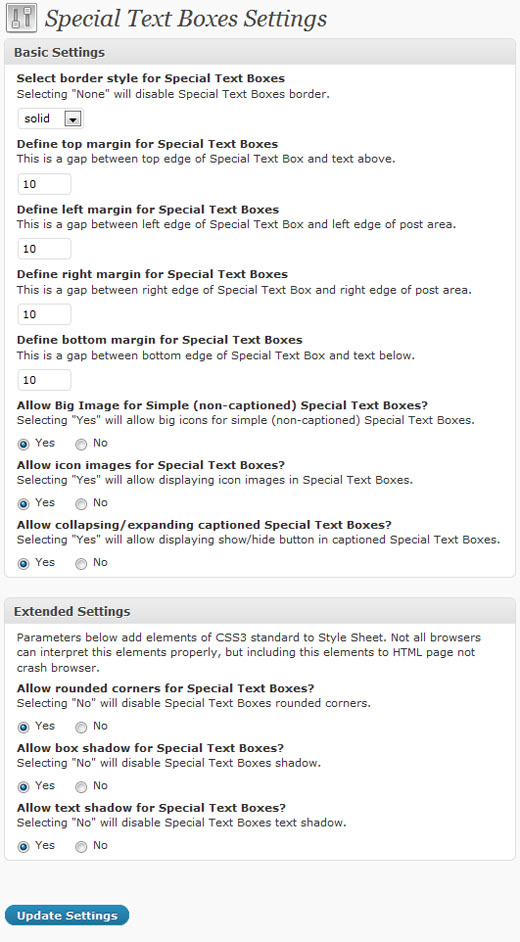 Special Text Boxes Settings
Basic Settings
Select border style for Special Text Boxes
Selecting "None" will disable Special Text Boxes border.
solid
Define top margin for Special Text Boxes
This is a gap between top edge of Special Text Box and text above.
10
Define left margin for Special Text Boxes
This is a gap between left edge of Special Text Box and left edge of post area.
10
Define right margin for Special Text Boxes
This is a gap between right edge of Special Text Box and right edge of post area.
10
Define bottom margin for Special Text Boxes
This is a gap between bottom edge of Special Text Box and text below.
10
Allow Big Image for Simple (non-captioned) Special Text Boxes?
Selecting "Yes" will allow big icons for simple (non-captioned) Special Text Boxes.
Yes No
Allow icon images for Special Text Boxes?
Selecting "Yes" will allow displaying icon images in Special Text Boxes.
Yes No
Allow collapsing/expanding captioned Special Text Boxes?
Selecting "Yes" will allow displaying show/hide button in captioned Special Text Boxes.
Yes No
Extended Settings
Parameters below add elements of CSS3 standard to Style Sheet. Not all browsers
can interpret this elements properly, but including this elements to HTML page not
crash browser.
Allow rounded corners for Special Text Boxes?
Selecting "No" will disable Special Text Boxes rounded corners.
Yes No
Allow box shadow for Special Text Boxes?
Selecting "No" will disable Special Text Boxes shadow.
Yes No
Allow text shadow for Special Text Boxes?
Selecting "No" will disable Special Text Boxes text shadow.
Yes No
Update Settings